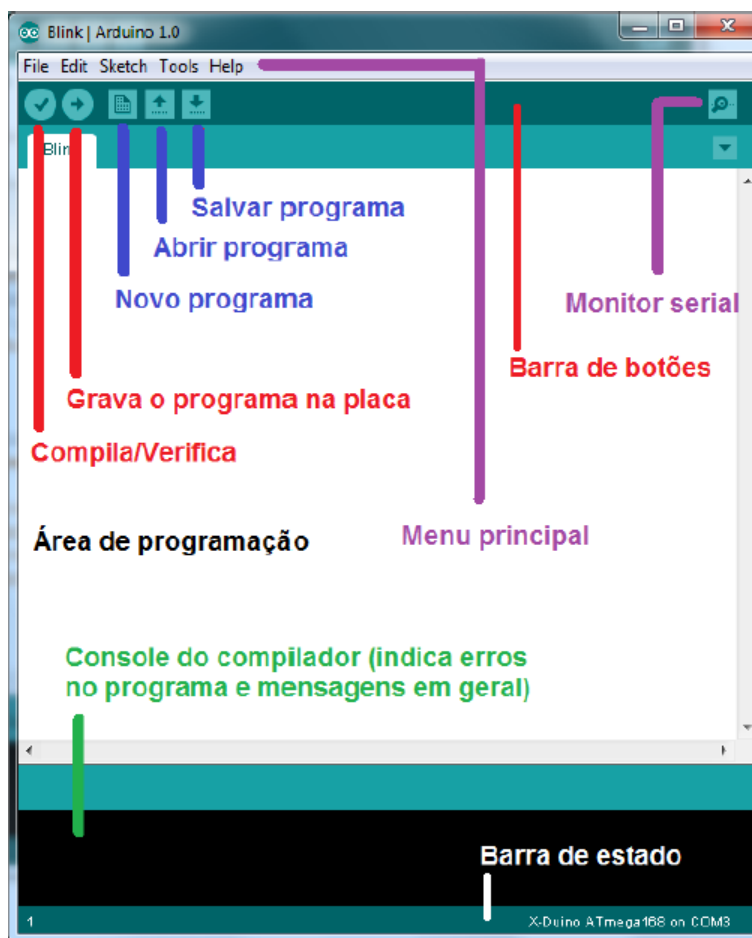 Blink | Arduino 1.0
File Edit Sketch Tools Help
Blink
Salvar programa
Abrir programa
Novo programa
Monitor serial
Barra de botões
Grava o programa na placa
Compila/Verifica
Menu principal
Área de programação
Console do compilador (indica erros
no programa e mensagens em geral)
Barra de estado
1
X-Duino ATmega168 on COM3